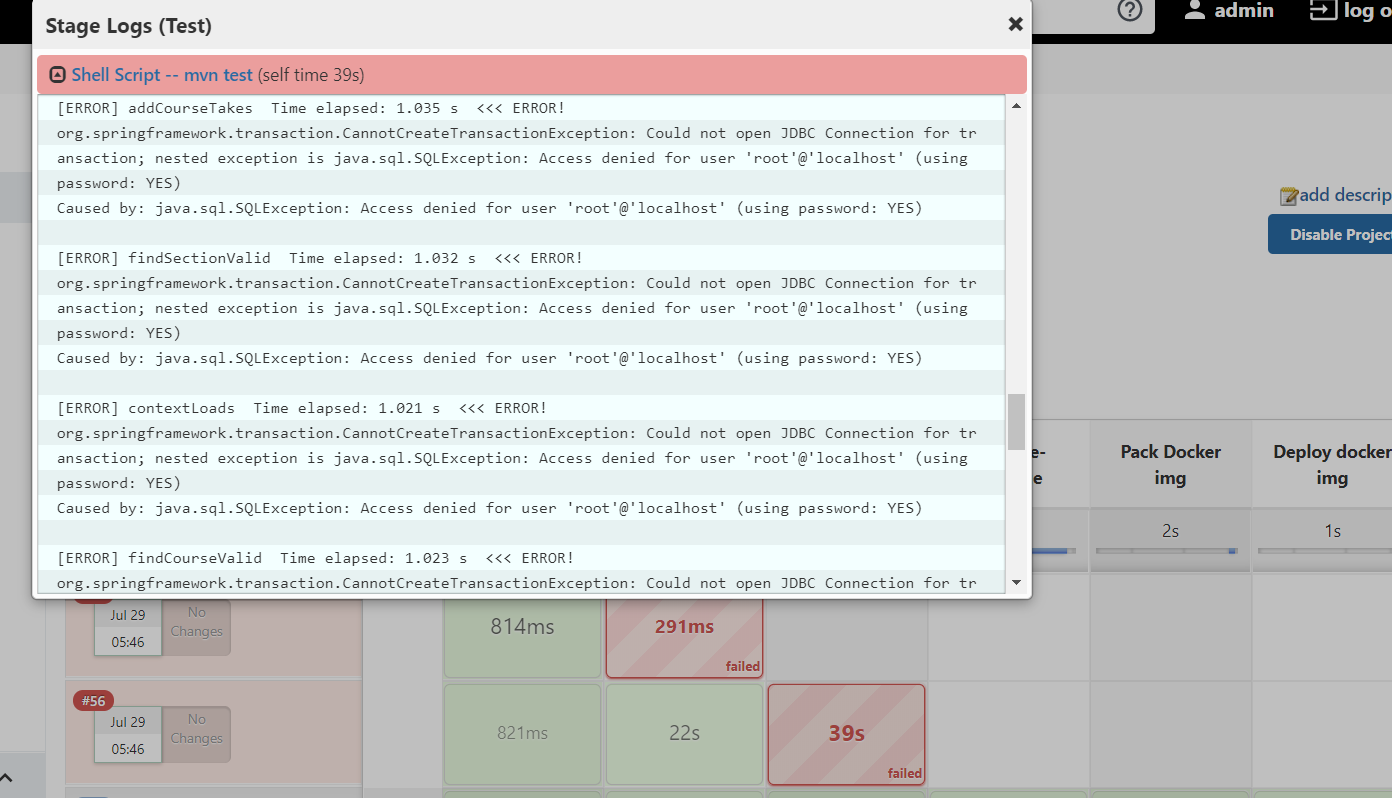 Stage Logs (Test)
admin
log o
Shell Script -- mvn test (self time 39s)
[ERROR] addCourseTakes  Time elapsed: 1.035 s  <<< ERROR!
org.springframework.transaction.CannotCreateTransactionException: Could not open JDBC Connection for tr
ansaction; nested exception is java.sql.SQLException: Access denied for user 'root'@'localhost' (using
password: YES)
Caused by: java.sql.SQLException: Access denied for user 'root'@'localhost' (using password: YES)
[ERROR] findSectionValid  Time elapsed: 1.032 s  <<< ERROR!
org.springframework.transaction.CannotCreateTransactionException: Could not open JDBC Connection for tr
ansaction; nested exception is java.sql.SQLException: Access denied for user 'root'@'localhost' (using
password: YES)
Caused by: java.sql.SQLException: Access denied for user 'root'@'localhost' (using password: YES)
[ERROR] contextLoads  Time elapsed: 1.021 s  <<< ERROR!
org.springframework.transaction.CannotCreateTransactionException: Could not open JDBC Connection for tr
ansaction; nested exception is java.sql.SQLException: Access denied for user 'root'@'localhost' (using
password: YES)
Caused by: java.sql.SQLException: Access denied for user 'root'@'localhost' (using password: YES)
[ERROR] findCourseValid  Time elapsed: 1.023 s  <<< ERROR!
org.springframework.transaction.CannotCreateTransactionException: Could not open JDBC Connection for tr
add descrip
Disable Project
e-
e
Pack Docker
img
Deploy docker
img
2s
1s
Jul 29
05:46
No
Changes
814ms
291ms
failed
#56
Jul 29
05:46
No
Changes
821ms
22s
39s
failed